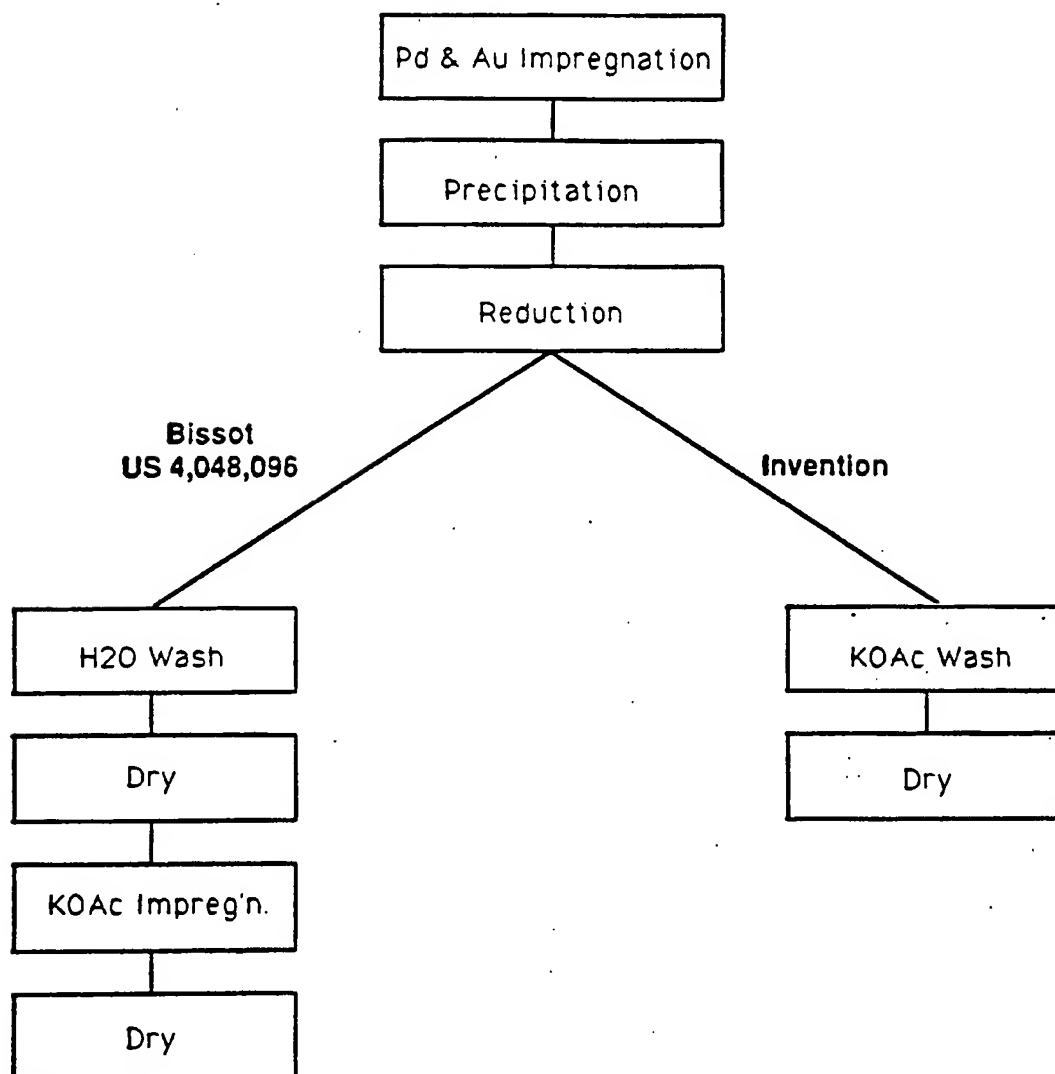 Pd & Au Impregnation
Precipitation
Reduction
Bissot
US 4,048,096
Invention
H2O Wash
KOAc Wash
Dry
Dry
KOAc Impreg'n.
Dry